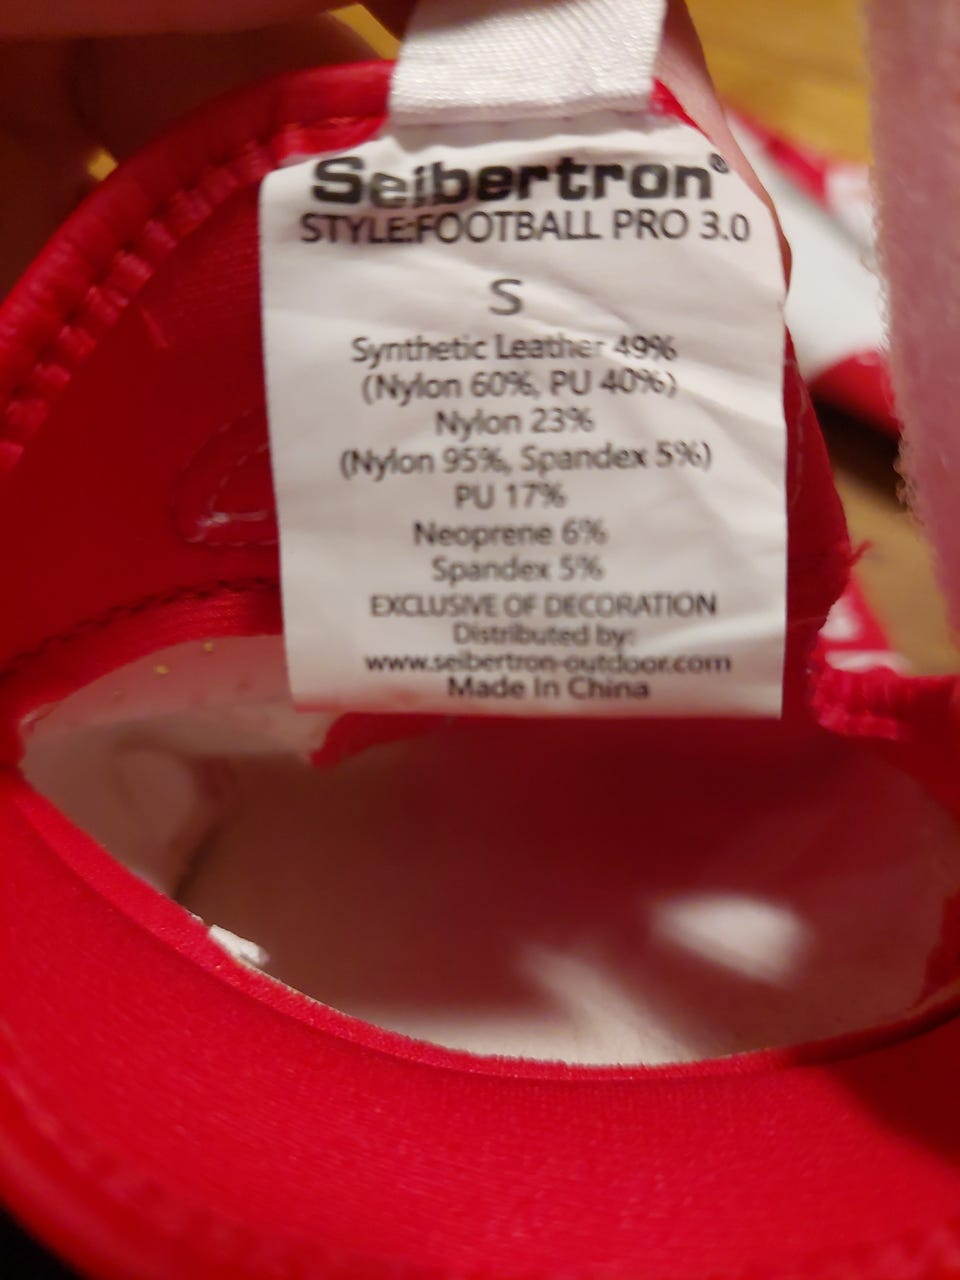 Seibertron®
STYLE:FOOTBALL PRO 3.0
S
Synthetic Leather 49%
(Nylon 60%, PU 40%)
Nylon 23%
(Nylon 95%, Spandex 5%)
PU 17%
Neoprene 6%
Spandex 5%
EXCLUSIVE OF DECORATION
Distributed by:
www.seibertron-outdoor.com
Made In China